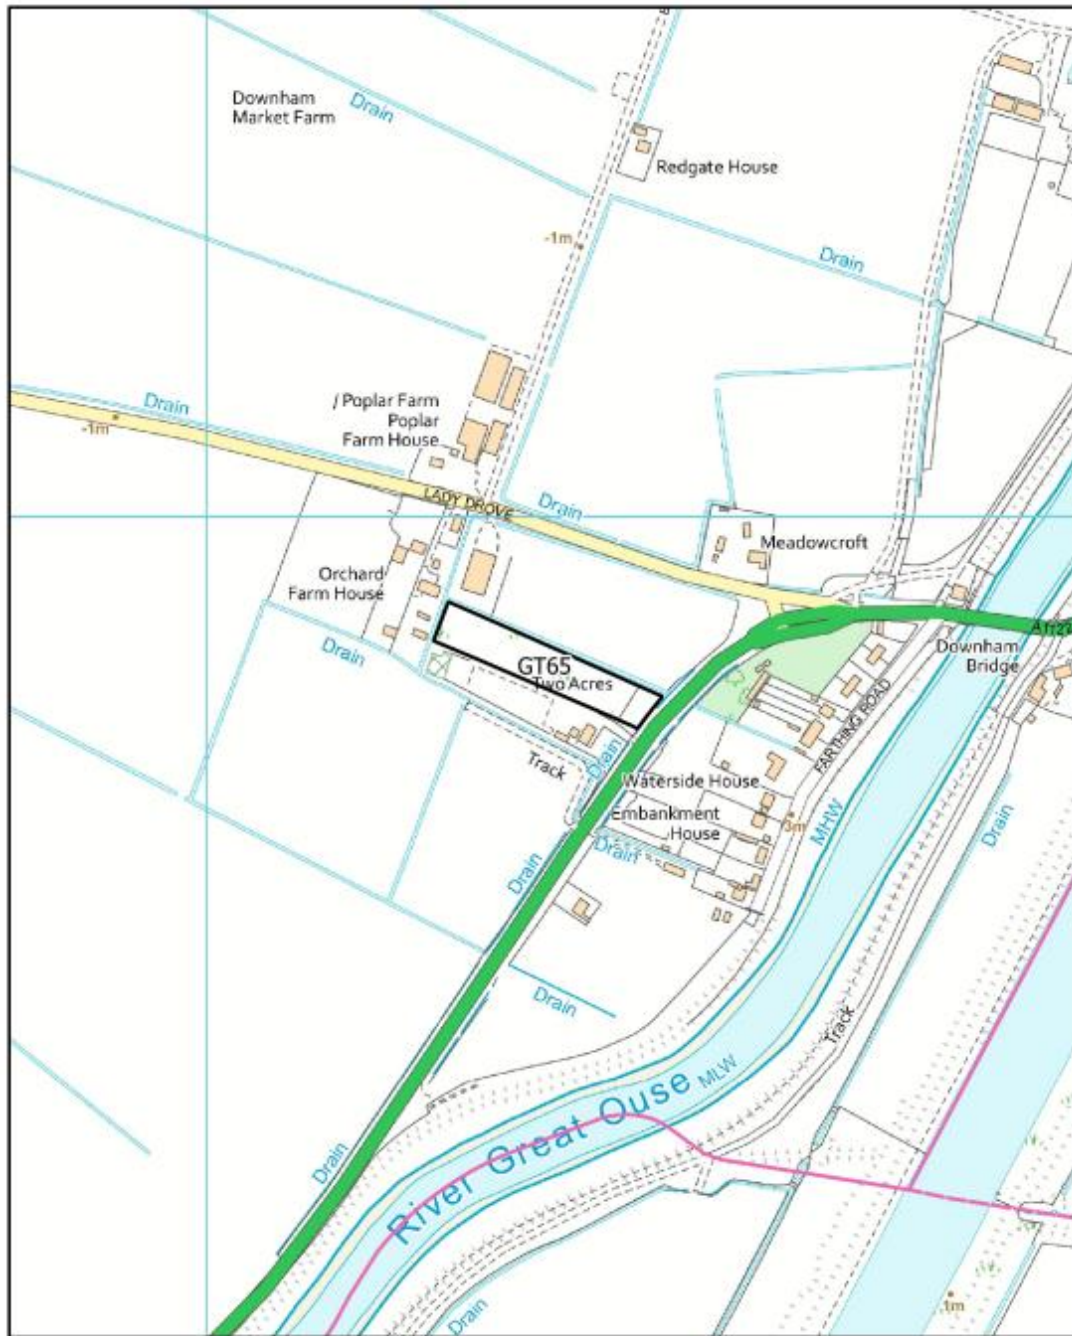 Downham
Market Farm
Drain
Redgate House
-1m
Drain
Drain
-1m
/ Poplar Farm
Poplar
Farm House
LADY DROVE
Drain
Meadowcroft
Orchard
Farm House
Drain
GT65
Two Acres
A1122
Downham
Bridge
FARTHING ROAD
Track
Drain
Waterside House
Embankment
House
3m
MHW
Drain
Drain
Drain
Drain
Track
River Great Ouse
MLW
Drain
Drain
1m